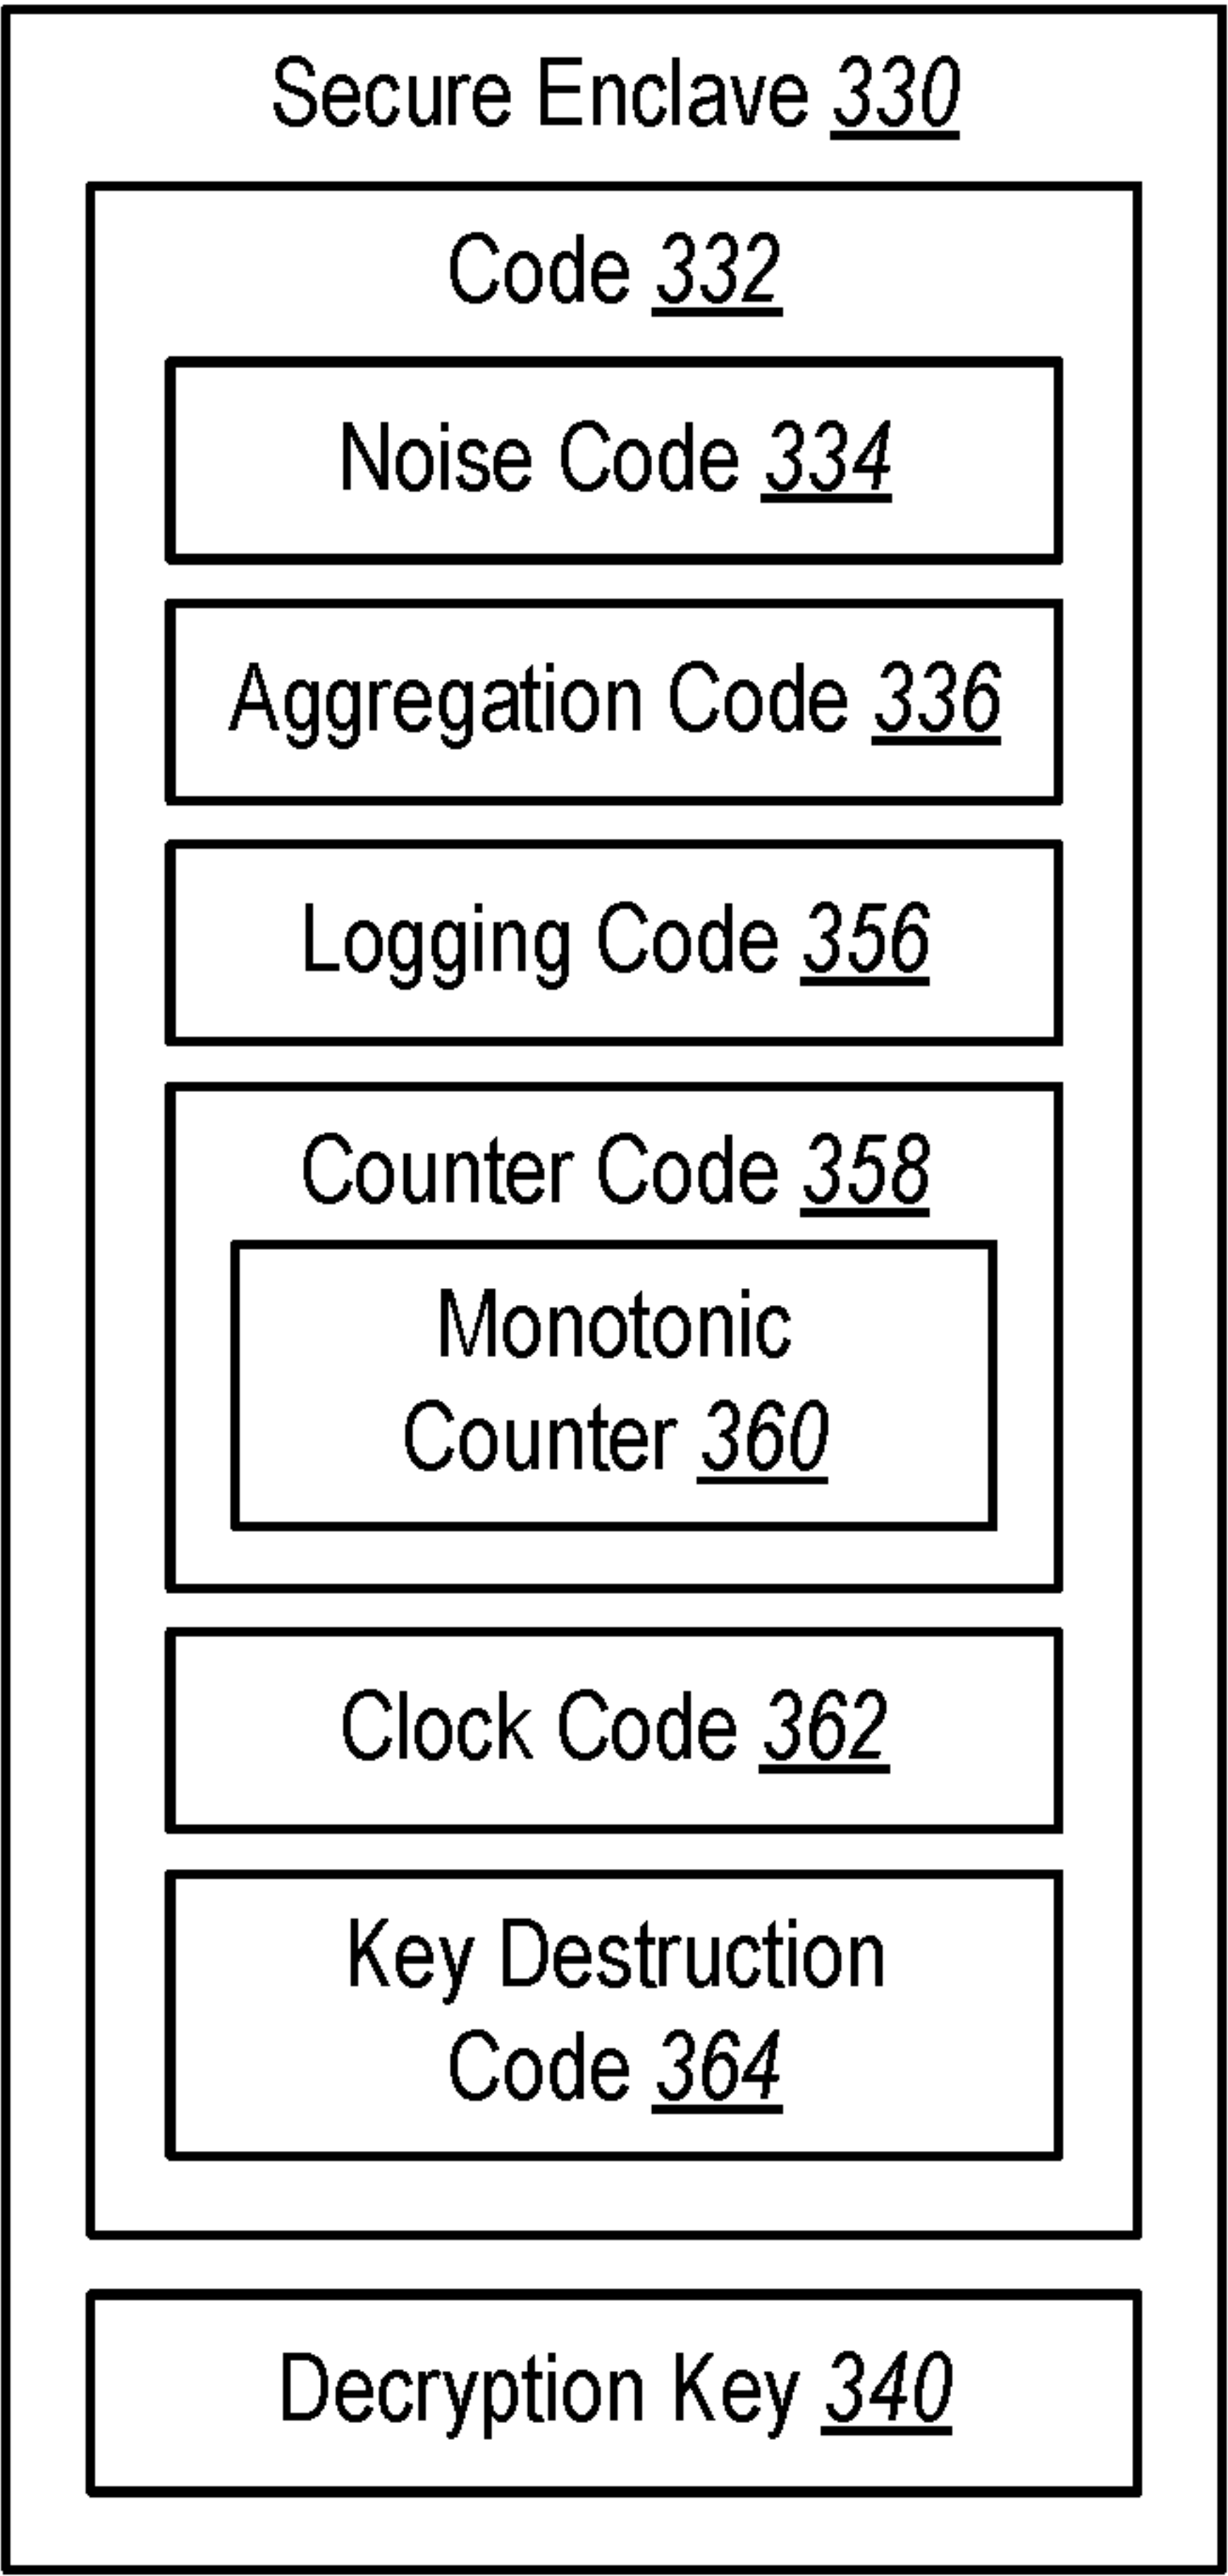 Secure Enclave 330
Code 332
Noise Code 334
Aggregation Code 336
Logging Code 356
Counter Code 358
Monotonic
Counter 360
Clock Code 362
Key Destruction
Code 364
Decryption Key 340